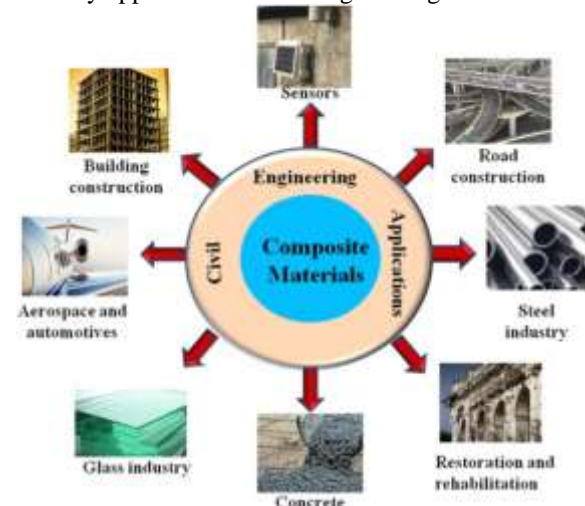 Sensors
Building
construction
Road
construction
Engineering
Civil
Applications
Composite
Materials
Aerospace and
automotives
Steel
industry
Glass industry
Restoration and
rehabilitation
Concrete